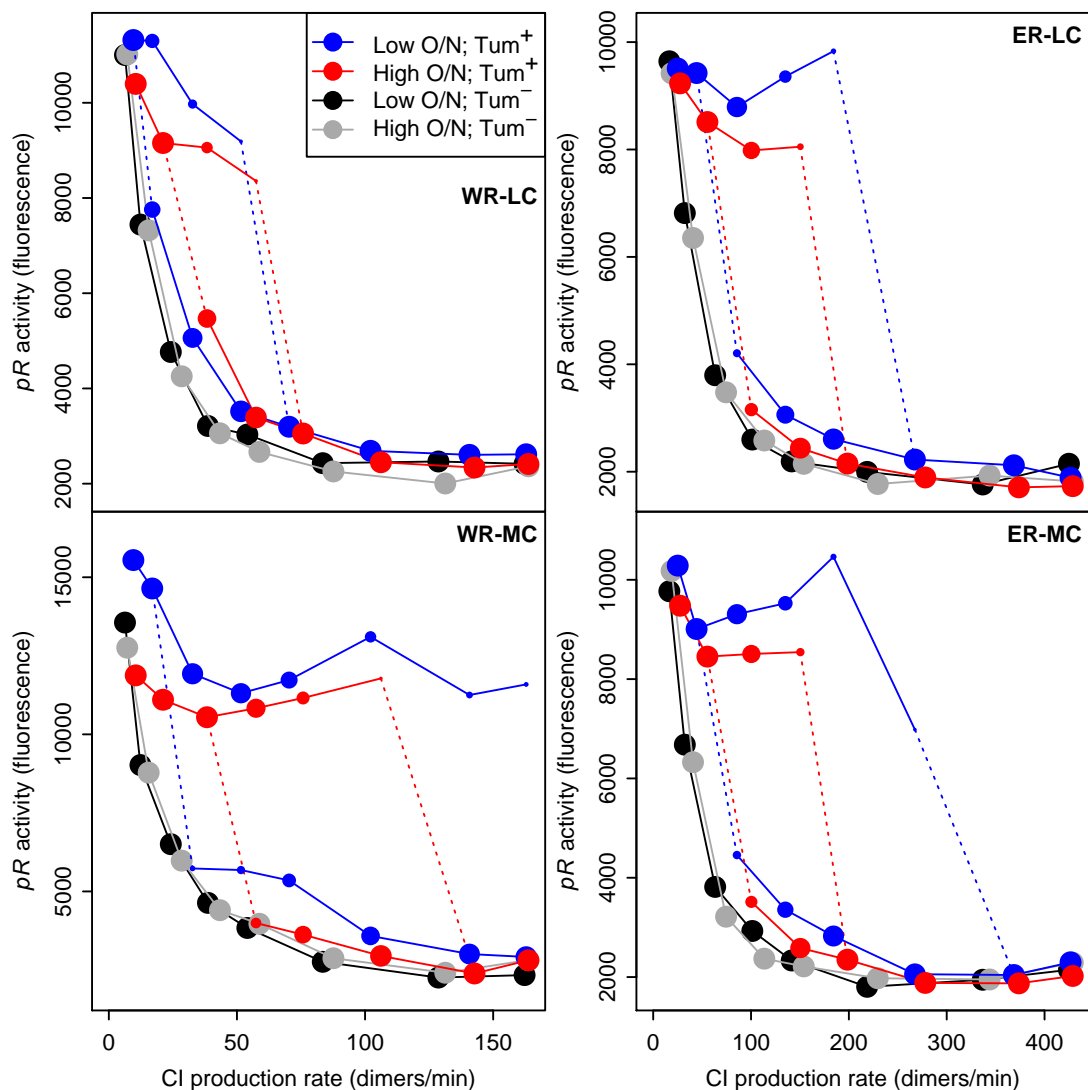 Low O/N; Tum+
High O/N; Tum+
Low O/N; Tum−
High O/N; Tum−
WR-LC
pR activity (fluorescence)
2000 4000 6000 8000 10000
ER-LC
pR activity (fluorescence)
2000 4000 6000 8000 10000
WR-MC
pR activity (fluorescence)
5000 10000 15000
0 50 100 150
CI production rate (dimers/min)
ER-MC
pR activity (fluorescence)
2000 4000 6000 8000 10000
0 100 200 300 400
CI production rate (dimers/min)